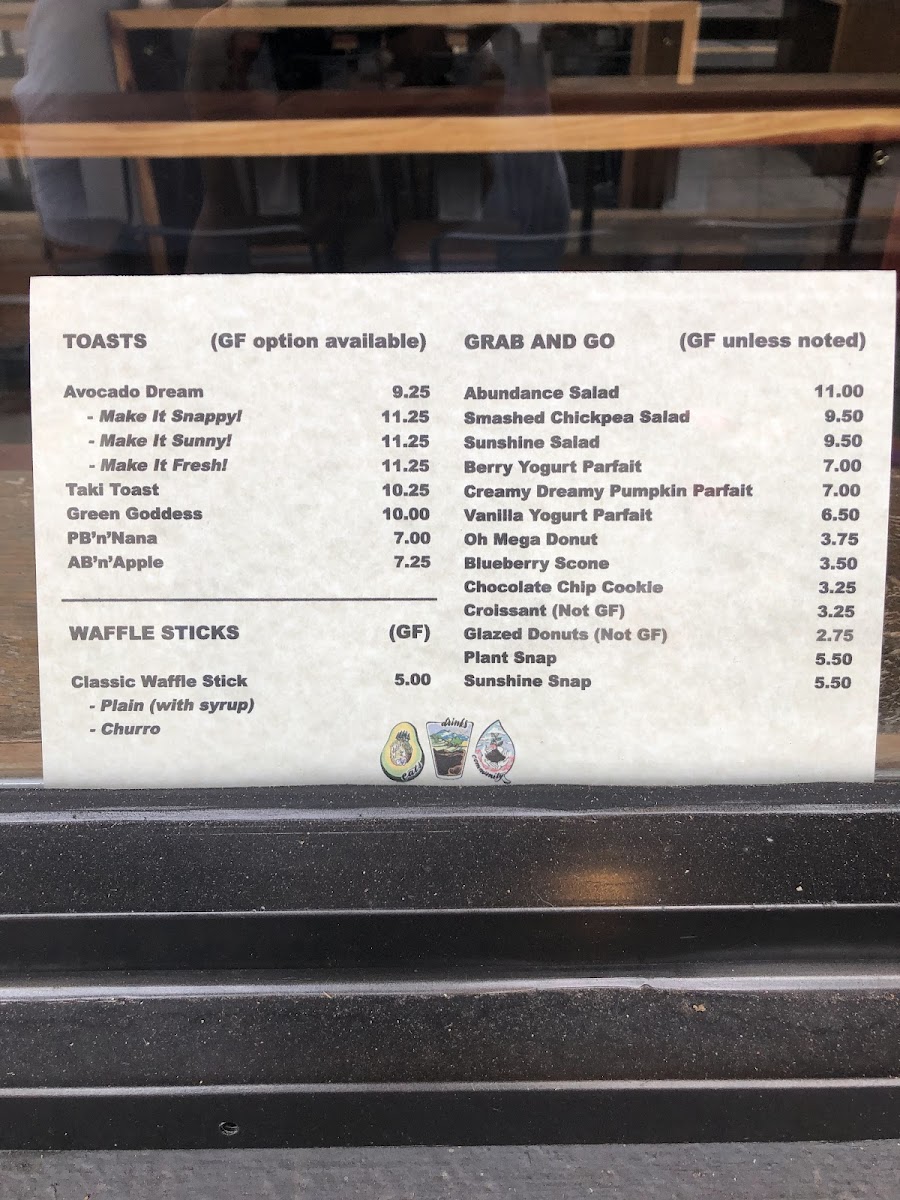 TOASTS (GF option available)
Avocado Dream 9.25
- Make It Snappy! 11.25
- Make It Sunny! 11.25
- Make It Fresh! 11.25
Taki Toast 10.25
Green Goddess 10.00
PB'n'Nana 7.00
AB'n'Apple 7.25
WAFFLE STICKS (GF)
Classic Waffle Stick 5.00
- Plain (with syrup)
- Churro
GRAB AND GO (GF unless noted)
Abundance Salad 11.00
Smashed Chickpea Salad 9.50
Sunshine Salad 9.50
Berry Yogurt Parfait 7.00
Creamy Dreamy Pumpkin Parfait 7.00
Vanilla Yogurt Parfait 6.50
Oh Mega Donut 3.75
Blueberry Scone 3.50
Chocolate Chip Cookie 3.25
Croissant (Not GF) 3.25
Glazed Donuts (Not GF) 2.75
Plant Snap 5.50
Sunshine Snap 5.50
eats
drinks
community